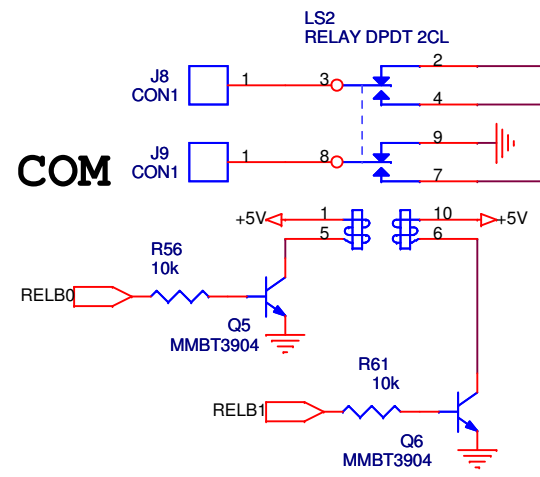 LS2
RELAY DPDT 2CL
J8
CON1
1
3
2
4
COM
J9
CON1
1
8
9
7
+5V
1
5
10
6
+5V
R56
10k
RELB0
Q5
MMBT3904
R61
10k
RELB1
Q6
MMBT3904